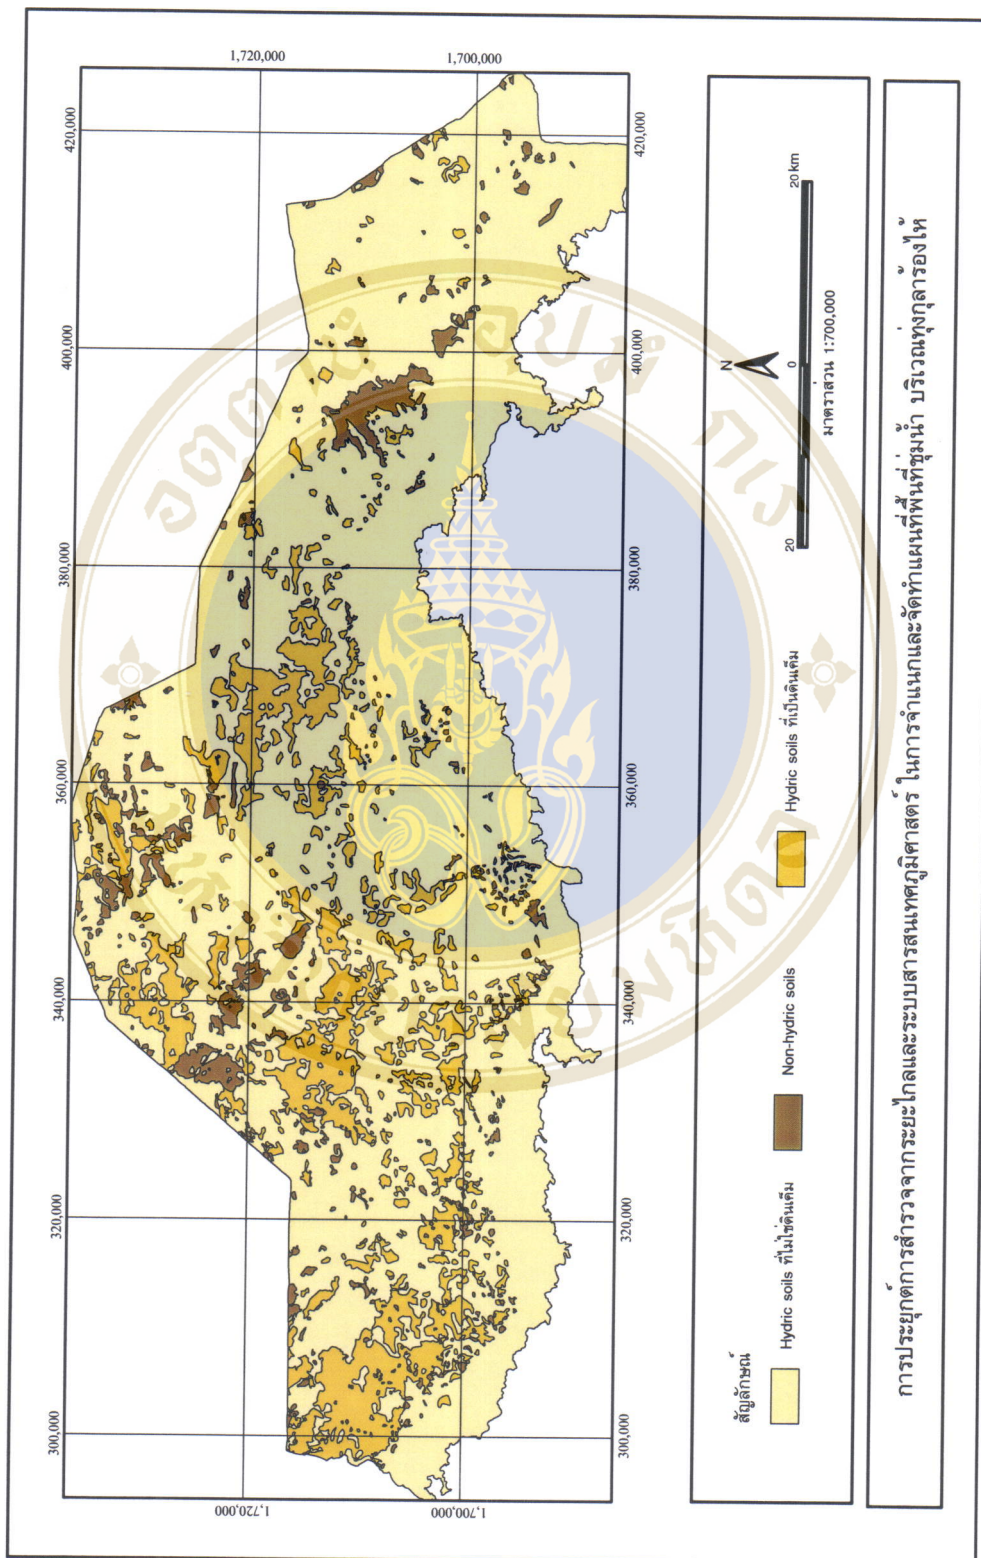 300,000
320,000
340,000
360,000
380,000
400,000
420,000
1,720,000
1,720,000
1,700,000
1,700,000
300,000
320,000
340,000
360,000
380,000
400,000
420,000
สัญลักษณ์
Hydric soils ที่ไม่ใช่ดินเค็ม
Non-hydric soils
Hydric soils ที่เป็นดินเค็ม
N
20
0
20 km
มาตราส่วน 1:700,000
การประยุกต์การสำรวจจากระยะไกลและระบบสารสนเทศภูมิศาสตร์ ในการจำแนกและจัดทำแผนที่พื้นที่ชุ่มน้ำ บริเวณทุ่งกุลาร้องไห้